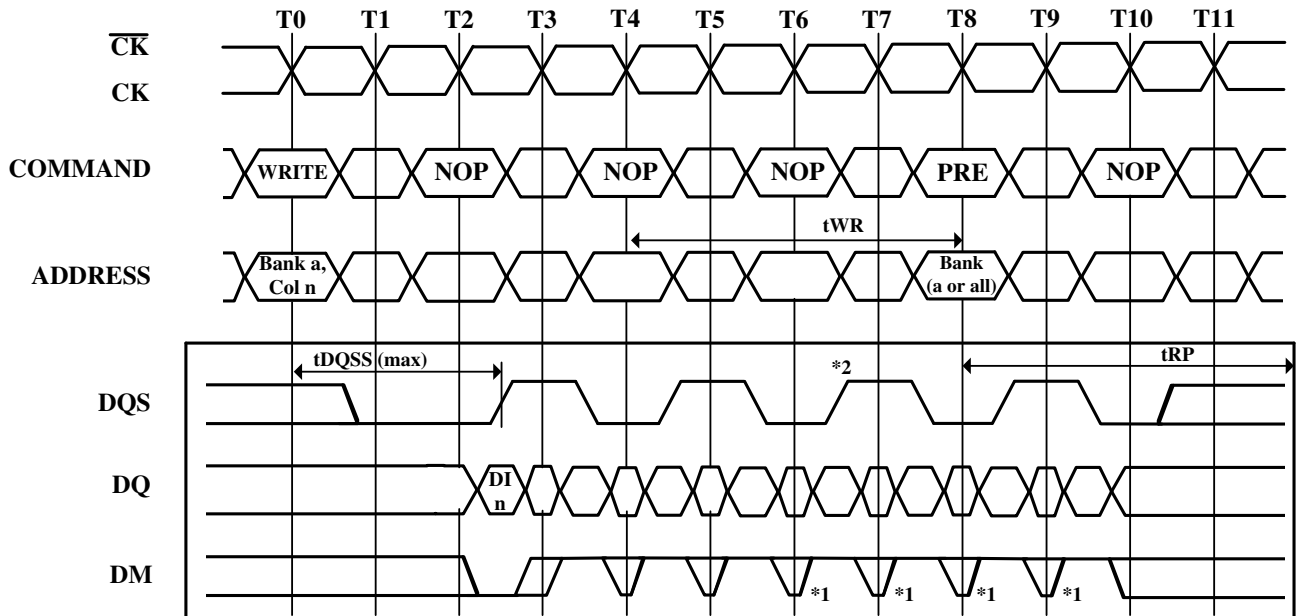 T0 T1 T2 T3 T4 T5 T6 T7 T8 T9 T10 T11
CK
CK
COMMAND WRITE NOP NOP NOP PRE NOP
tWR
ADDRESS Bank a, Col n Bank (a or all)
tDQSS (max) tRP
*2
DQS
DQ DI n
DM *1 *1 *1 *1